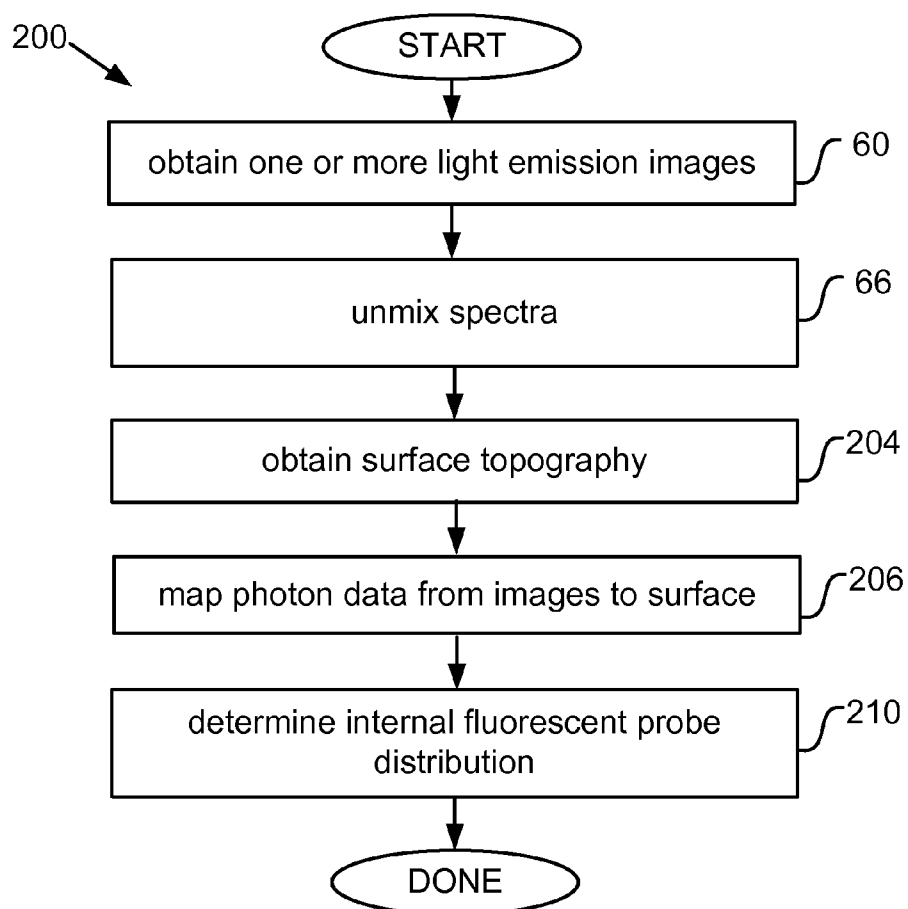 200
START
obtain one or more light emission images
60
unmix spectra
66
obtain surface topography
204
map photon data from images to surface
206
determine internal fluorescent probe
distribution
210
DONE